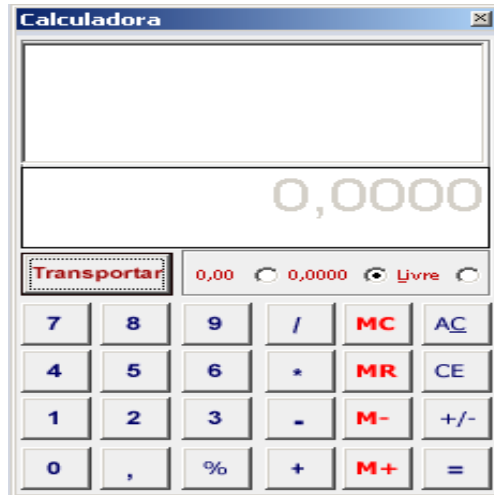 Calculadora
0,0000
Transportar 0,00 0,0000 Livre
7 8 9 / MC AC
4 5 6 * MR CE
1 2 3 - M- +/-
0 , % + M+ =